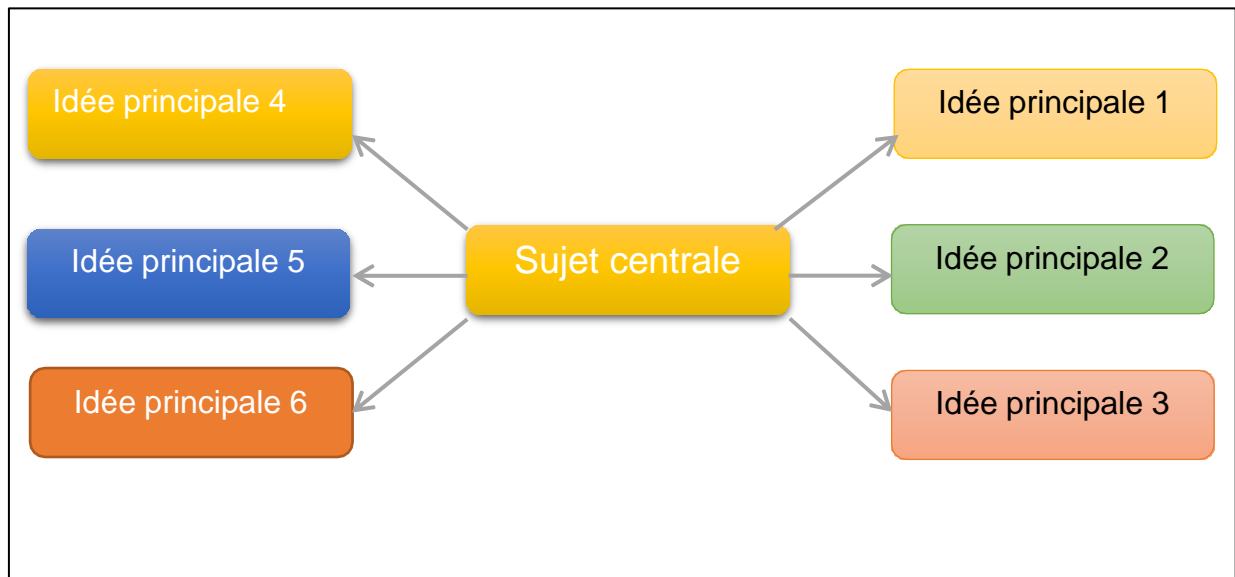 Idée principale 4
Idée principale 1
Sujet centrale
Idée principale 5
Idée principale 2
Idée principale 6
Idée principale 3